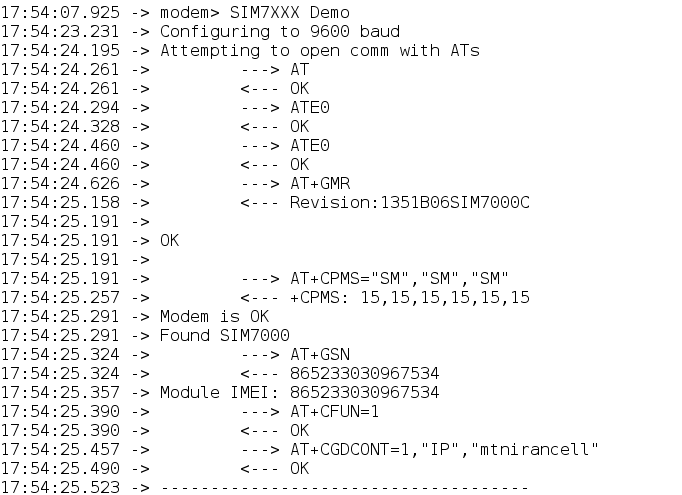 17:54:07.925 -> modem> SIM7XXX Demo
17:54:23.231 -> Configuring to 9600 baud
17:54:24.195 -> Attempting to open comm with ATs
17:54:24.261 ->         ---> AT
17:54:24.261 ->         <--- OK
17:54:24.294 ->         ---> ATE0
17:54:24.328 ->         <--- OK
17:54:24.460 ->         ---> ATE0
17:54:24.460 ->         <--- OK
17:54:24.626 ->         ---> AT+GMR
17:54:25.158 ->         <--- Revision:1351B06SIM7000C
17:54:25.191 ->
17:54:25.191 -> OK
17:54:25.191 ->
17:54:25.191 ->         ---> AT+CPMS="SM","SM","SM"
17:54:25.257 ->         <--- +CPMS: 15,15,15,15,15,15
17:54:25.291 -> Modem is OK
17:54:25.291 -> Found SIM7000
17:54:25.324 ->         ---> AT+GSN
17:54:25.324 ->         <--- 865233030967534
17:54:25.357 -> Module IMEI: 865233030967534
17:54:25.390 ->         ---> AT+CFUN=1
17:54:25.390 ->         <--- OK
17:54:25.457 ->         ---> AT+CGDCONT=1,"IP","mtnirancell"
17:54:25.490 ->         <--- OK
17:54:25.523 -> -------------------------------------